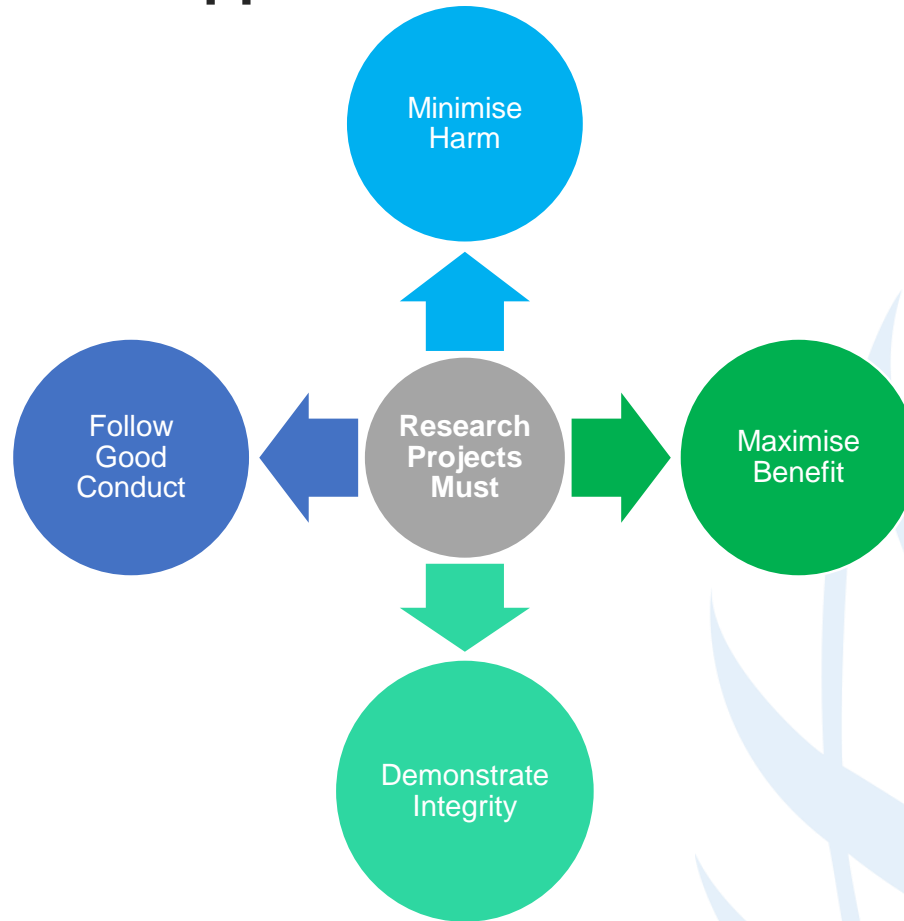 Minimise
Harm
Follow
Good
Conduct
Research
Projects
Must
Maximise
Benefit
Demonstrate
Integrity